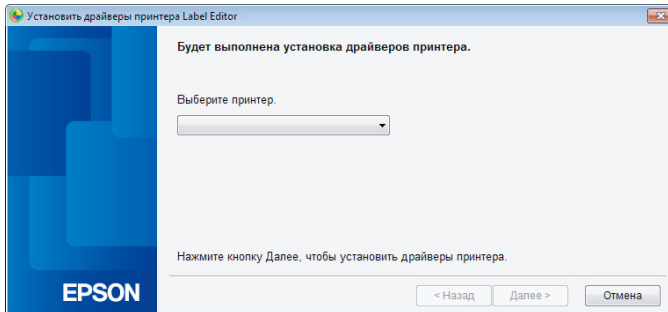 Установить драйверы принтера Label Editor
Будет выполнена установка драйверов принтера.
Выберите принтер.
Нажмите кнопку Далее, чтобы установить драйверы принтера.
EPSON
< Назад
Далее >
Отмена